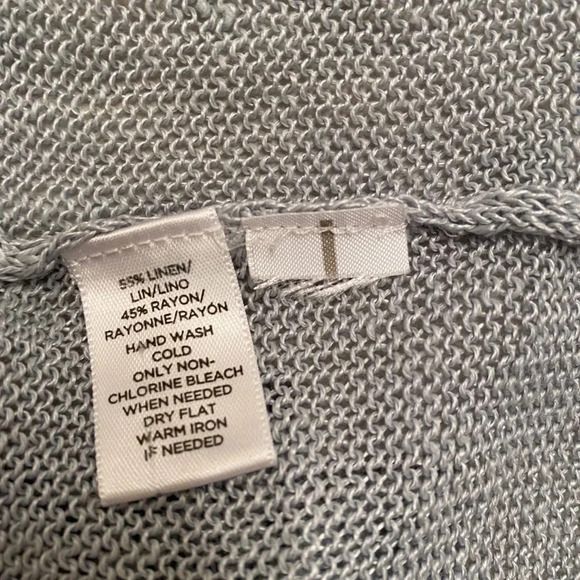 55% LINEN/
LIN/LINO
45% RAYON/
RAYONNE/RAYÓN
HAND WASH
COLD
ONLY NON-
CHLORINE BLEACH
WHEN NEEDED
DRY FLAT
WARM IRON
IF NEEDED